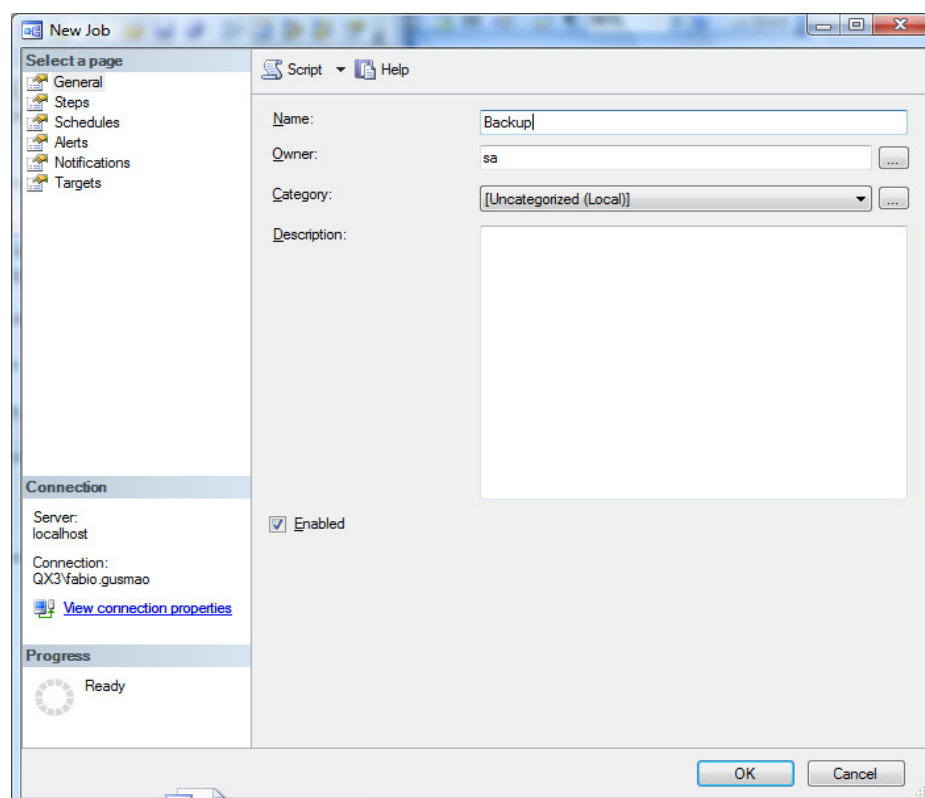 New Job
Select a page
General
Steps
Schedules
Alerts
Notifications
Targets
Script
Help
Name:
Backup
Owner:
sa
...
Category:
[Uncategorized (Local)]
...
Description:
Enabled
Connection
Server:
localhost
Connection:
QX3\fabio.gusmao
View connection properties
Progress
Ready
OK
Cancel